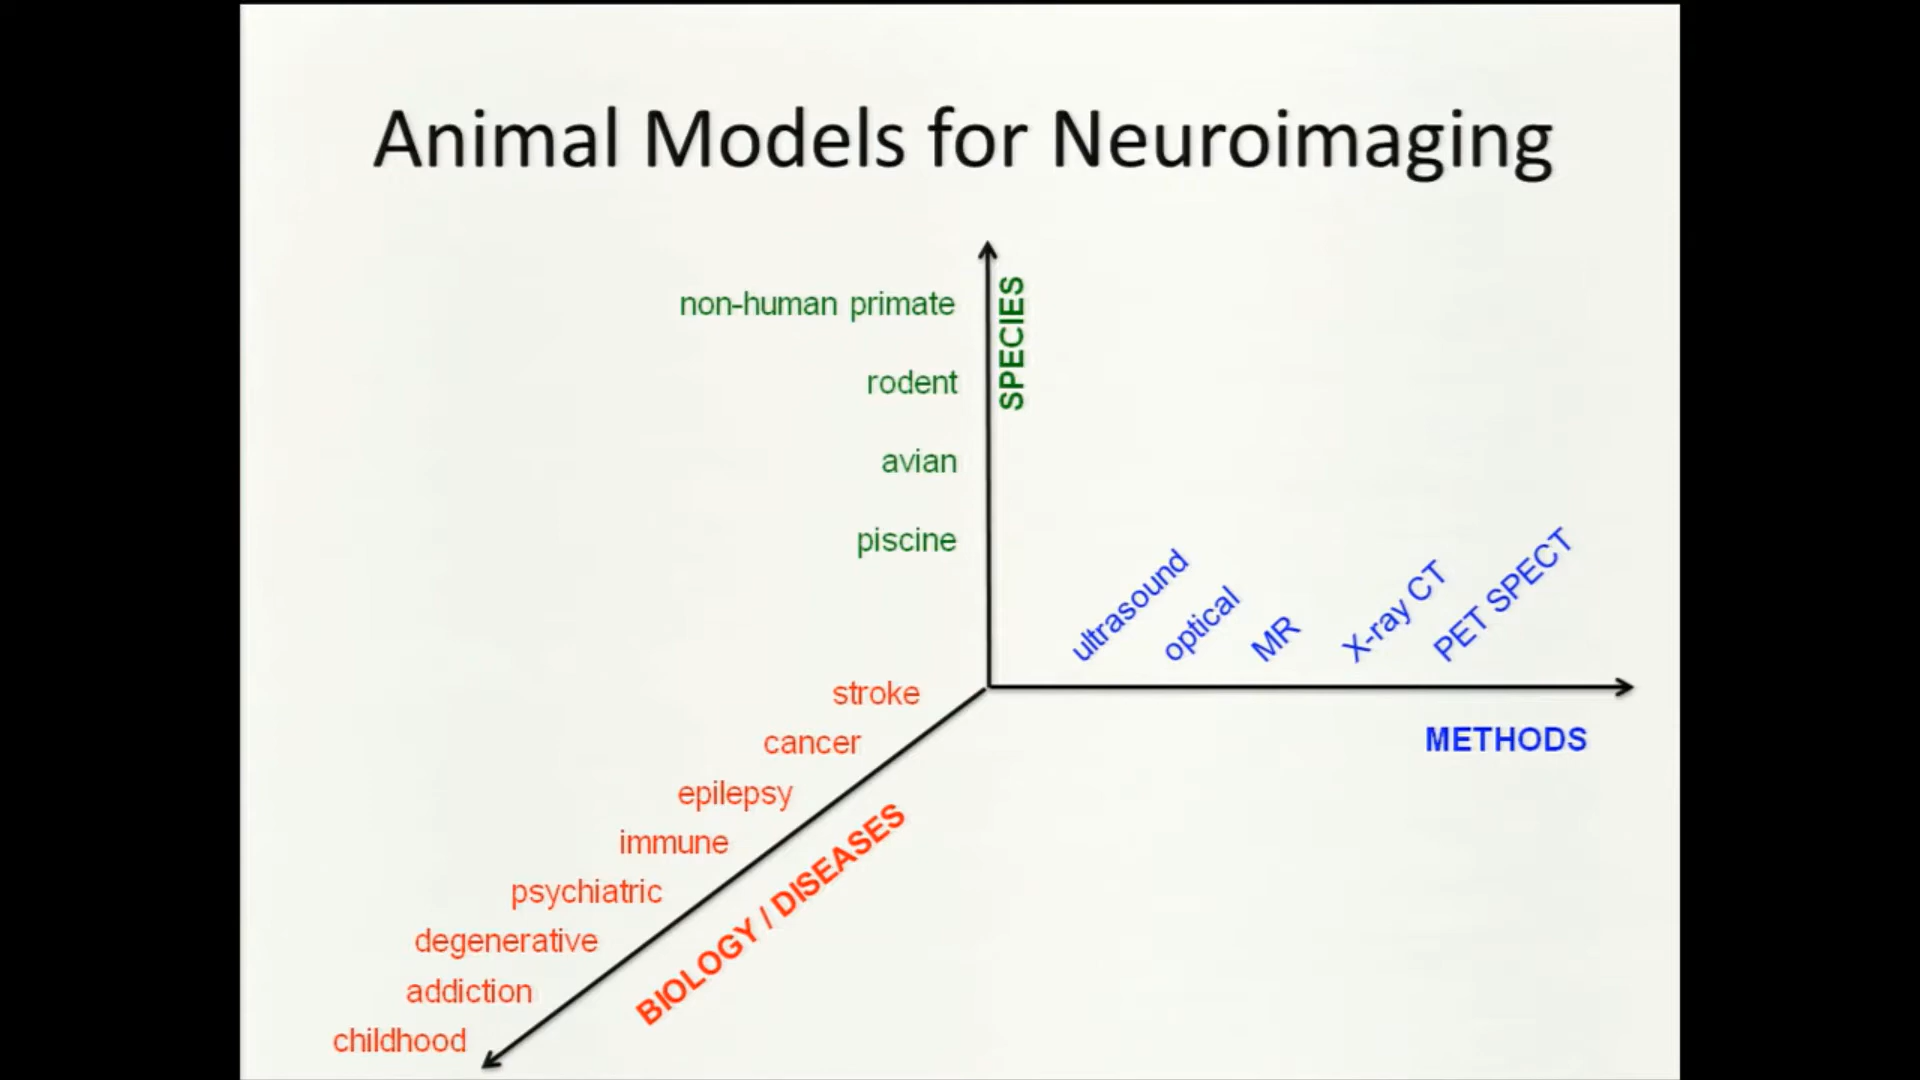 Animal Models for Neuroimaging
SPECIES
non-human primate
rodent
avian
piscine
ultrasound
optical
MR
X-ray CT
PET SPECT
METHODS
stroke
cancer
epilepsy
immune
psychiatric
degenerative
addiction
childhood
BIOLOGY / DISEASES